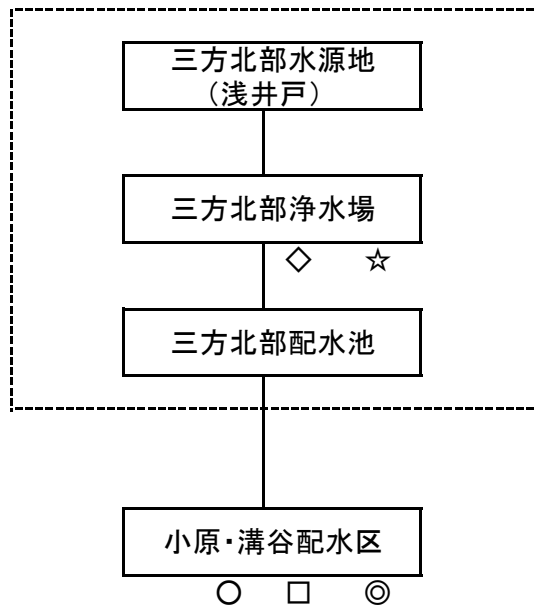 三方北部水源地
（浅井戸）
三方北部浄水場
◇ ☆
三方北部配水池
小原・溝谷配水区
○ □ ◎